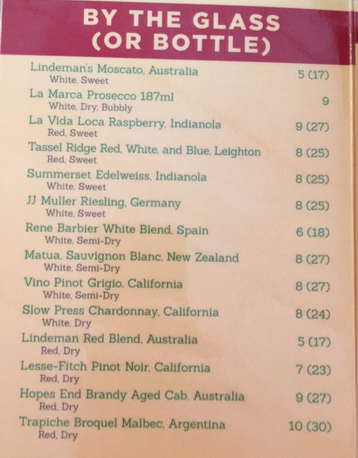 BY THE GLASS
(OR BOTTLE)
Lindeman's Moscato, Australia 5 (17)
White, Sweet
La Marca Prosecco 187ml 9
White, Dry, Bubbly
La Vida Loca Raspberry, Indianola 9 (27)
Red, Sweet
Tassel Ridge Red, White, and Blue, Leighton 8 (25)
Red, Sweet
Summerset Edelweiss, Indianola 8 (25)
White, Sweet
JJ Muller Riesling, Germany 8 (25)
White, Sweet
Rene Barbier White Blend, Spain 6 (18)
White, Semi-Dry
Matua, Sauvignon Blanc, New Zealand 8 (27)
White, Semi-Dry
Vino Pinot Grigio, California 8 (27)
White, Semi-Dry
Slow Press Chardonnay, California 8 (24)
White, Dry
Lindeman Red Blend, Australia 5 (17)
Red, Dry
Lesse-Fitch Pinot Noir, California 7 (23)
Red, Dry
Hopes End Brandy Aged Cab, Australia 9 (27)
Red, Dry
Trapiche Broquel Malbec, Argentina 10 (30)
Red, Dry